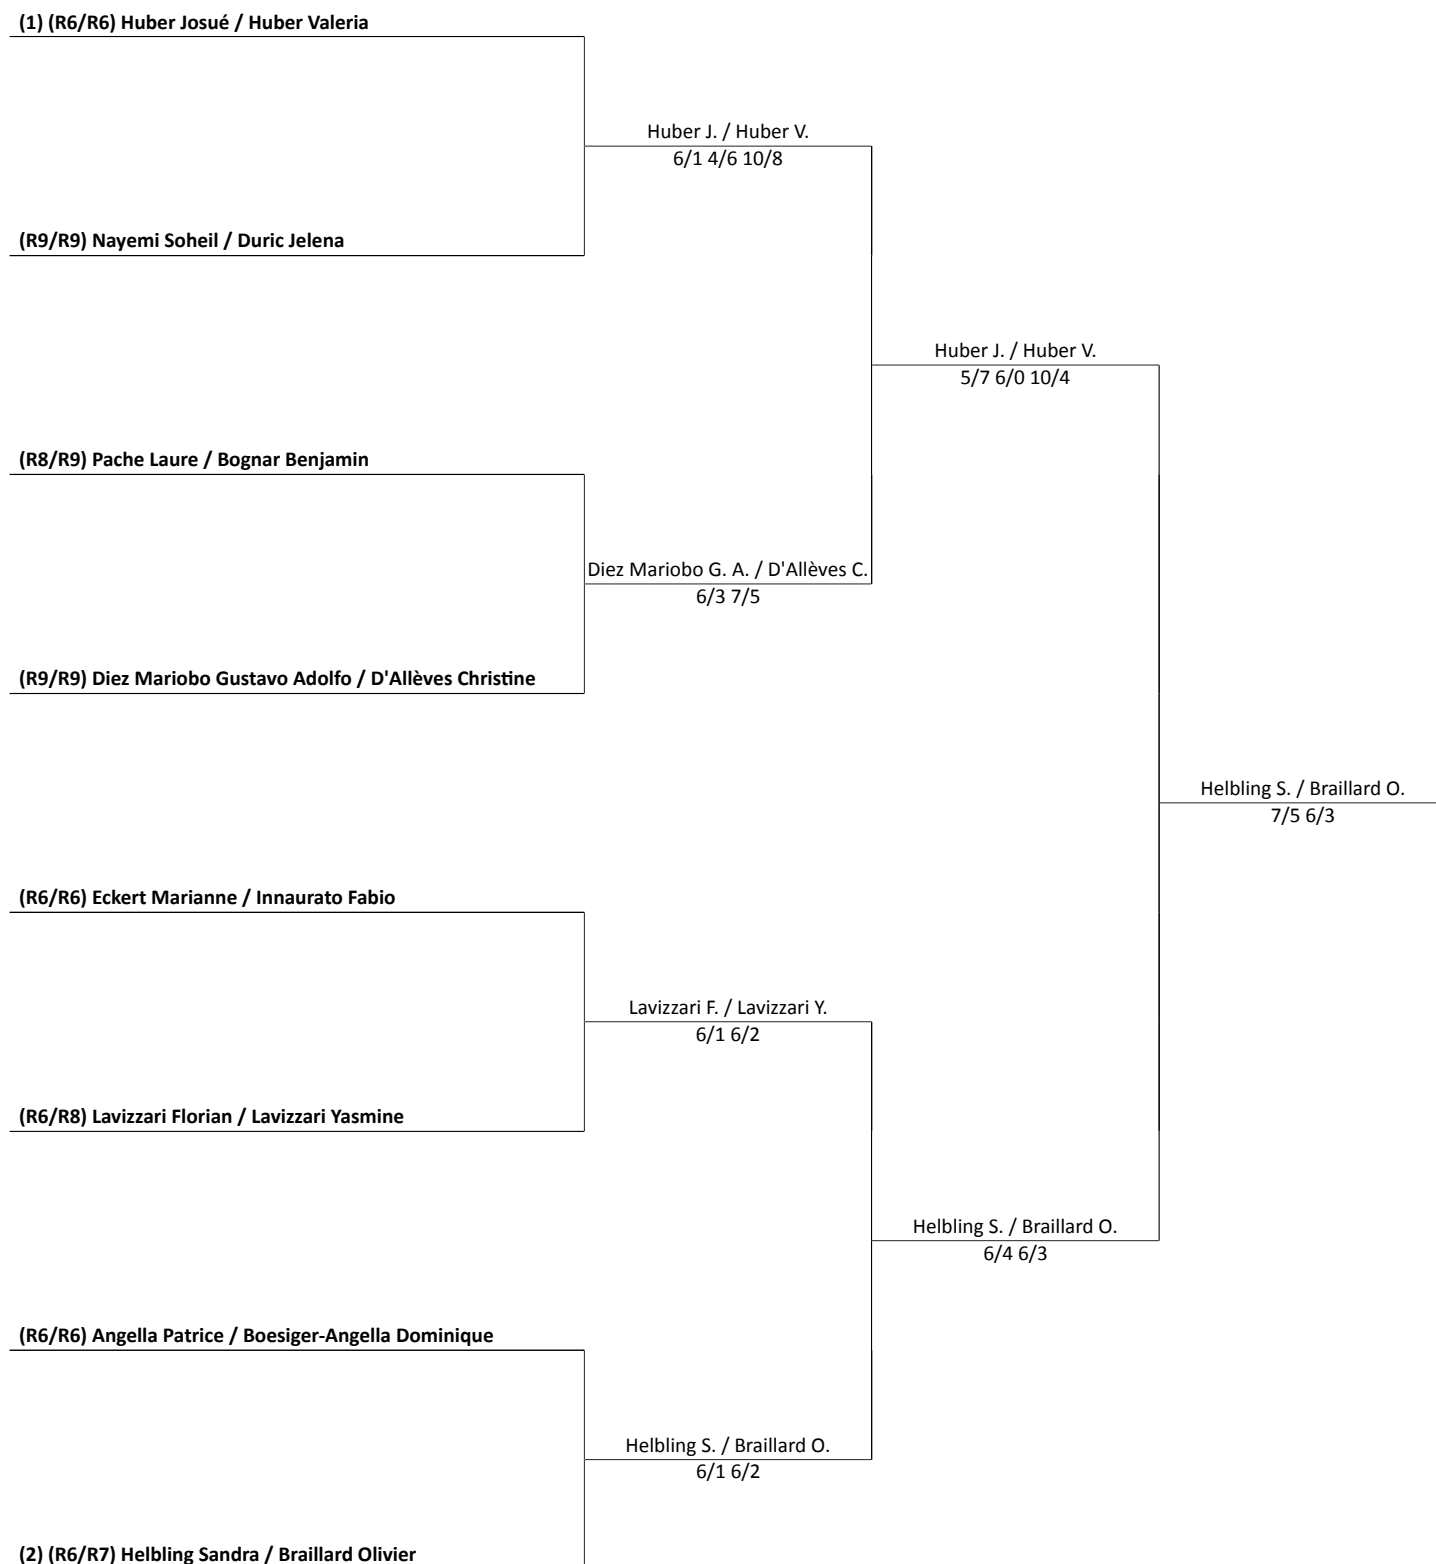 (1) (R6/R6) Huber Josué / Huber Valeria
Huber J. / Huber V.
6/1 4/6 10/8
(R9/R9) Nayemi Soheil / Duric Jelena
Huber J. / Huber V.
5/7 6/0 10/4
(R8/R9) Pache Laure / Bognar Benjamin
Diez Mariobo G. A. / D'Allèves C.
6/3 7/5
(R9/R9) Diez Mariobo Gustavo Adolfo / D'Allèves Christine
Helbling S. / Braillard O.
7/5 6/3
(R6/R6) Eckert Marianne / Innaurato Fabio
Lavizzari F. / Lavizzari Y.
6/1 6/2
(R6/R8) Lavizzari Florian / Lavizzari Yasmine
Helbling S. / Braillard O.
6/4 6/3
(R6/R6) Angella Patrice / Boesiger-Angella Dominique
Helbling S. / Braillard O.
6/1 6/2
(2) (R6/R7) Helbling Sandra / Braillard Olivier